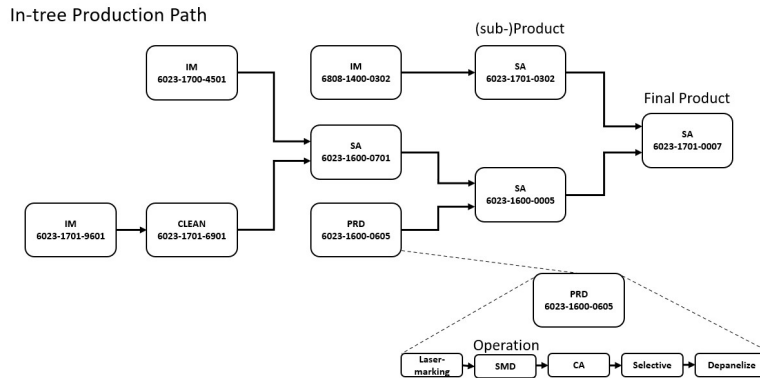 In-tree Production Path
(sub-)Product
IM
6023-1700-4501
IM
6808-1400-0302
SA
6023-1701-0302
Final Product
SA
6023-1701-0007
SA
6023-1600-0701
SA
6023-1600-0005
IM
6023-1701-9601
CLEAN
6023-1701-6901
PRD
6023-1600-0605
PRD
6023-1600-0605
Operation
Laser-
marking
SMD
CA
Selective
Depanelize